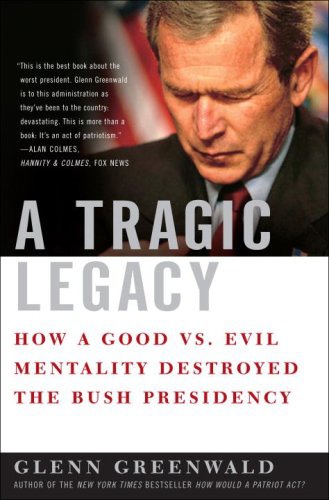 "This is the best book about the
worst president. Glenn Greenwald
is to this administration as
they've been to the country:
devastating. This is more than a
book: It's an act of patriotism."
—ALAN COLMES,
HANNITY & COLMES, FOX NEWS
A TRAGIC
LEGACY
HOW A GOOD VS. EVIL
MENTALITY DESTROYED
THE BUSH PRESIDENCY
GLENN GREENWALD
AUTHOR OF THE NEW YORK TIMES BESTSELLER HOW WOULD A PATRIOT ACT?